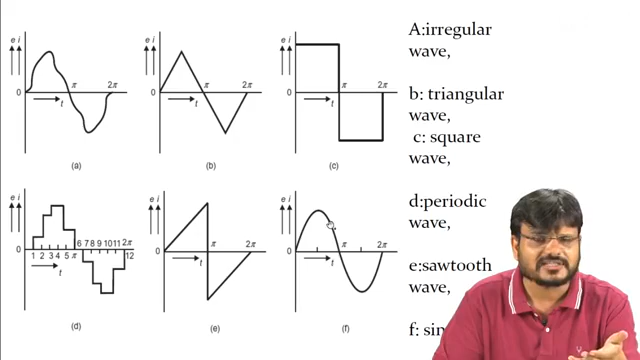 e i
e i
e i
0
π
2π
t
0
π
2π
t
0
π
2π
t
(a)
(b)
(c)
e i
e i
e i
0
1 2 3 4 5 π
6 7 8 9 10 11 2π
12
t
0
π
2π
t
0
π
2π
t
(d)
(e)
(f)
A:irregular
wave,
b: triangular
wave,
c: square
wave,
d:periodic
wave,
e:sawtooth
wave,
f: sin